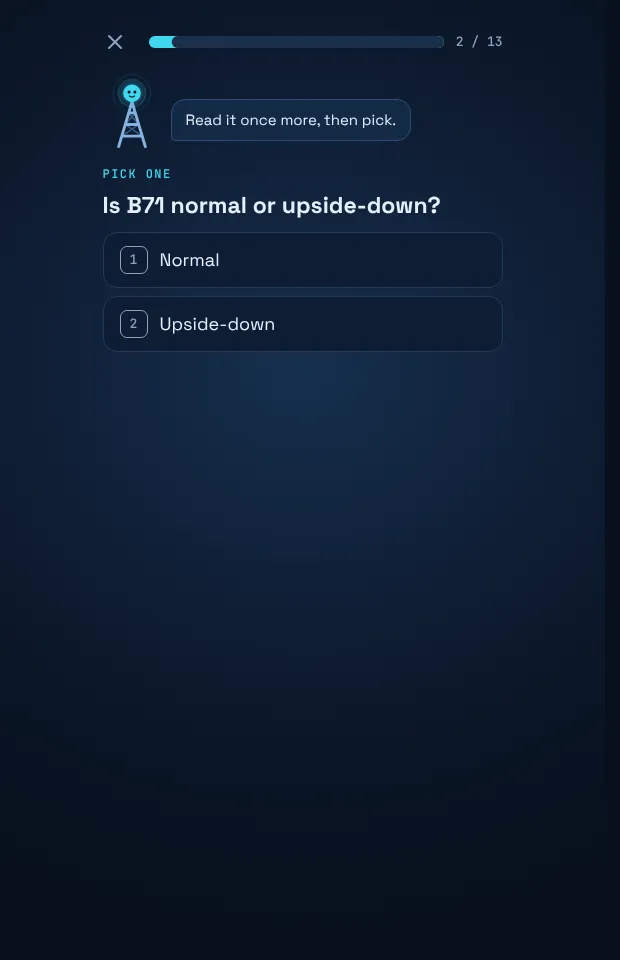 2 / 13
Read it once more, then pick.
PICK ONE
Is B71 normal or upside-down?
1 Normal
2 Upside-down